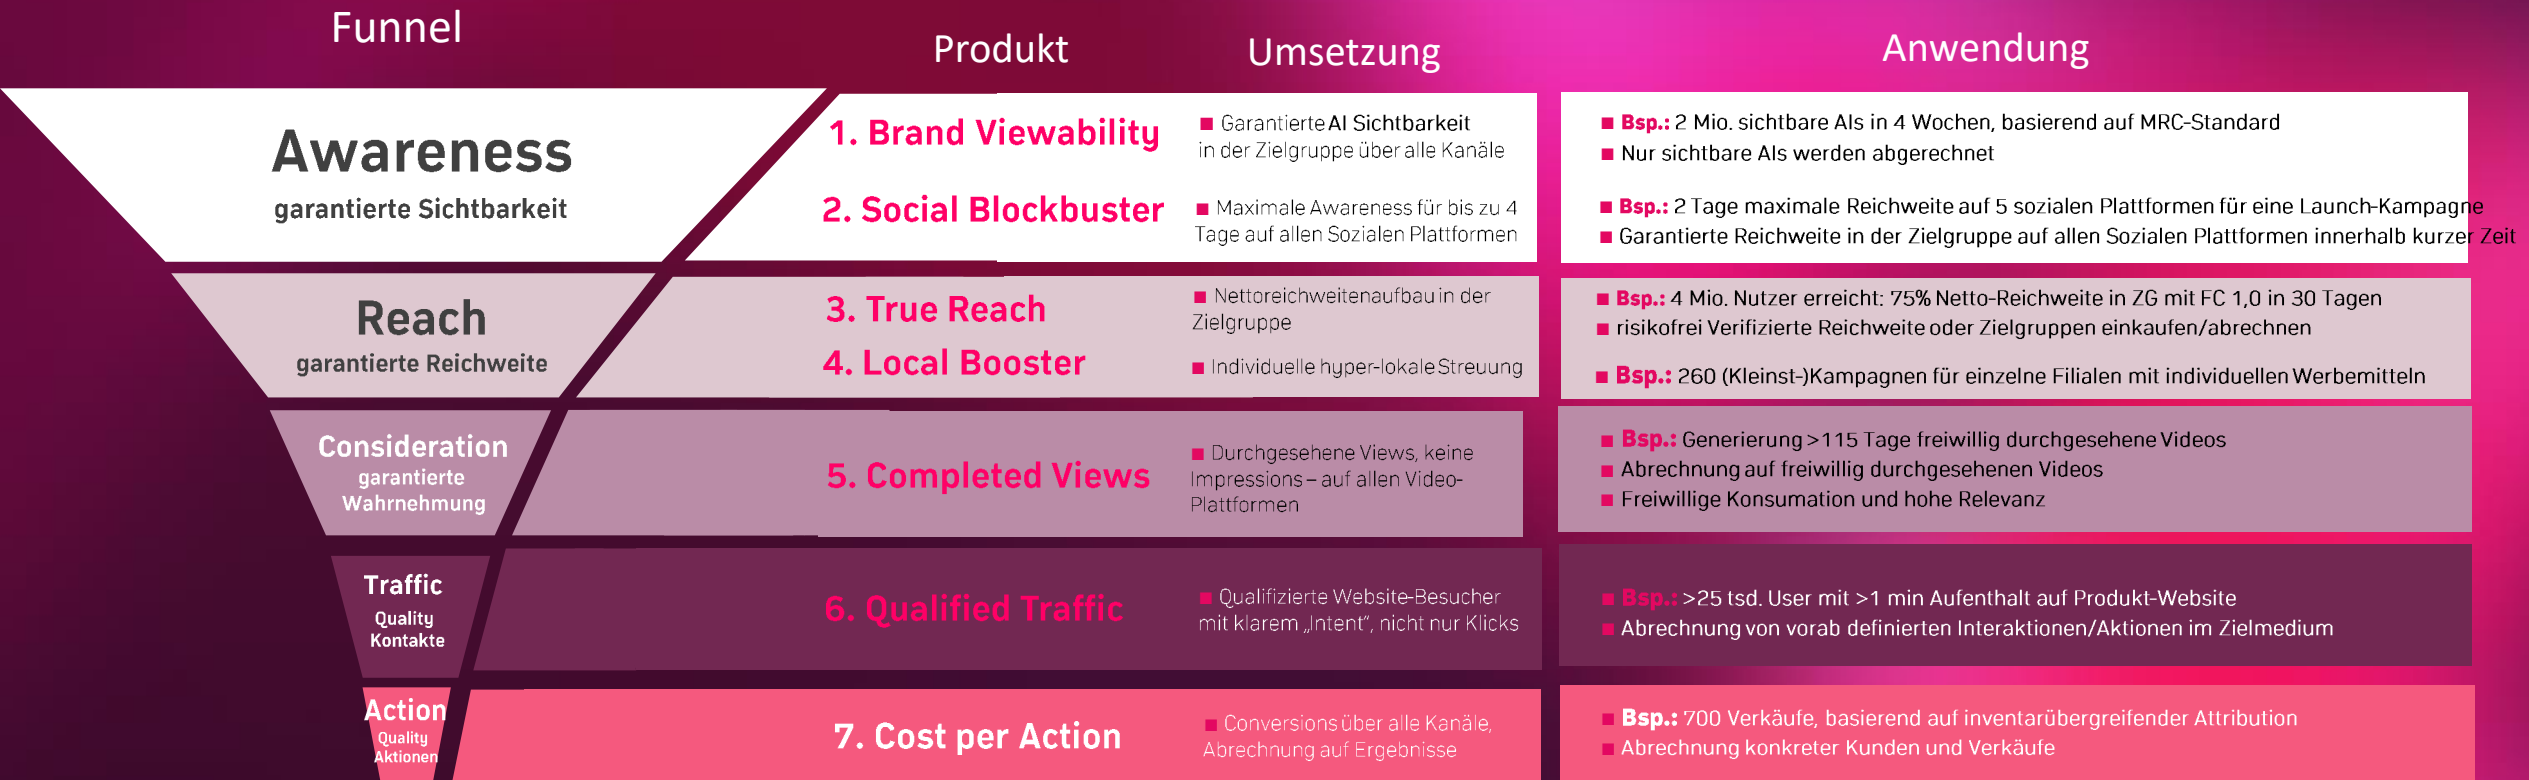 Funnel
Produkt
Umsetzung
Anwendung
Awareness
garantierte Sichtbarkeit
1. Brand Viewability
■ Garantierte AI Sichtbarkeit
in der Zielgruppe über alle Kanäle
■ Bsp.: 2 Mio. sichtbare AIs in 4 Wochen, basierend auf MRC-Standard
■ Nur sichtbare AIs werden abgerechnet
2. Social Blockbuster
■ Maximale Awareness für bis zu 4
Tage auf allen Sozialen Plattformen
■ Bsp.: 2 Tage maximale Reichweite auf 5 sozialen Plattformen für eine Launch-Kampagne
■ Garantierte Reichweite in der Zielgruppe auf allen Sozialen Plattformen innerhalb kurzer Zeit
Reach
garantierte Reichweite
3. True Reach
■ Nettoreichweitenaufbau in der
Zielgruppe
■ Bsp.: 4 Mio. Nutzer erreicht: 75% Netto-Reichweite in ZG mit FC 1,0 in 30 Tagen
■ risikofrei Verifizierte Reichweite oder Zielgruppen einkaufen/abrechnen
4. Local Booster
■ Individuelle hyper-lokale Streuung
■ Bsp.: 260 (Kleinst-)Kampagnen für einzelne Filialen mit individuellen Werbemitteln
Consideration
garantierte
Wahrnehmung
5. Completed Views
■ Durchgesehene Views, keine
Impressions – auf allen Video-
Plattformen
■ Bsp.: Generierung >115 Tage freiwillig durchgesehene Videos
■ Abrechnung auf freiwillig durchgesehenen Videos
■ Freiwillige Konsumation und hohe Relevanz
Traffic
Quality
Kontakte
6. Qualified Traffic
■ Qualifizierte Website-Besucher
mit klarem „Intent", nicht nur Klicks
■ Bsp.: >25 tsd. User mit >1 min Aufenthalt auf Produkt-Website
■ Abrechnung von vorab definierten Interaktionen/Aktionen im Zielmedium
Action
Quality
Aktionen
7. Cost per Action
■ Conversions über alle Kanäle,
Abrechnung auf Ergebnisse
■ Bsp.: 700 Verkäufe, basierend auf inventarübergreifender Attribution
■ Abrechnung konkreter Kunden und Verkäufe